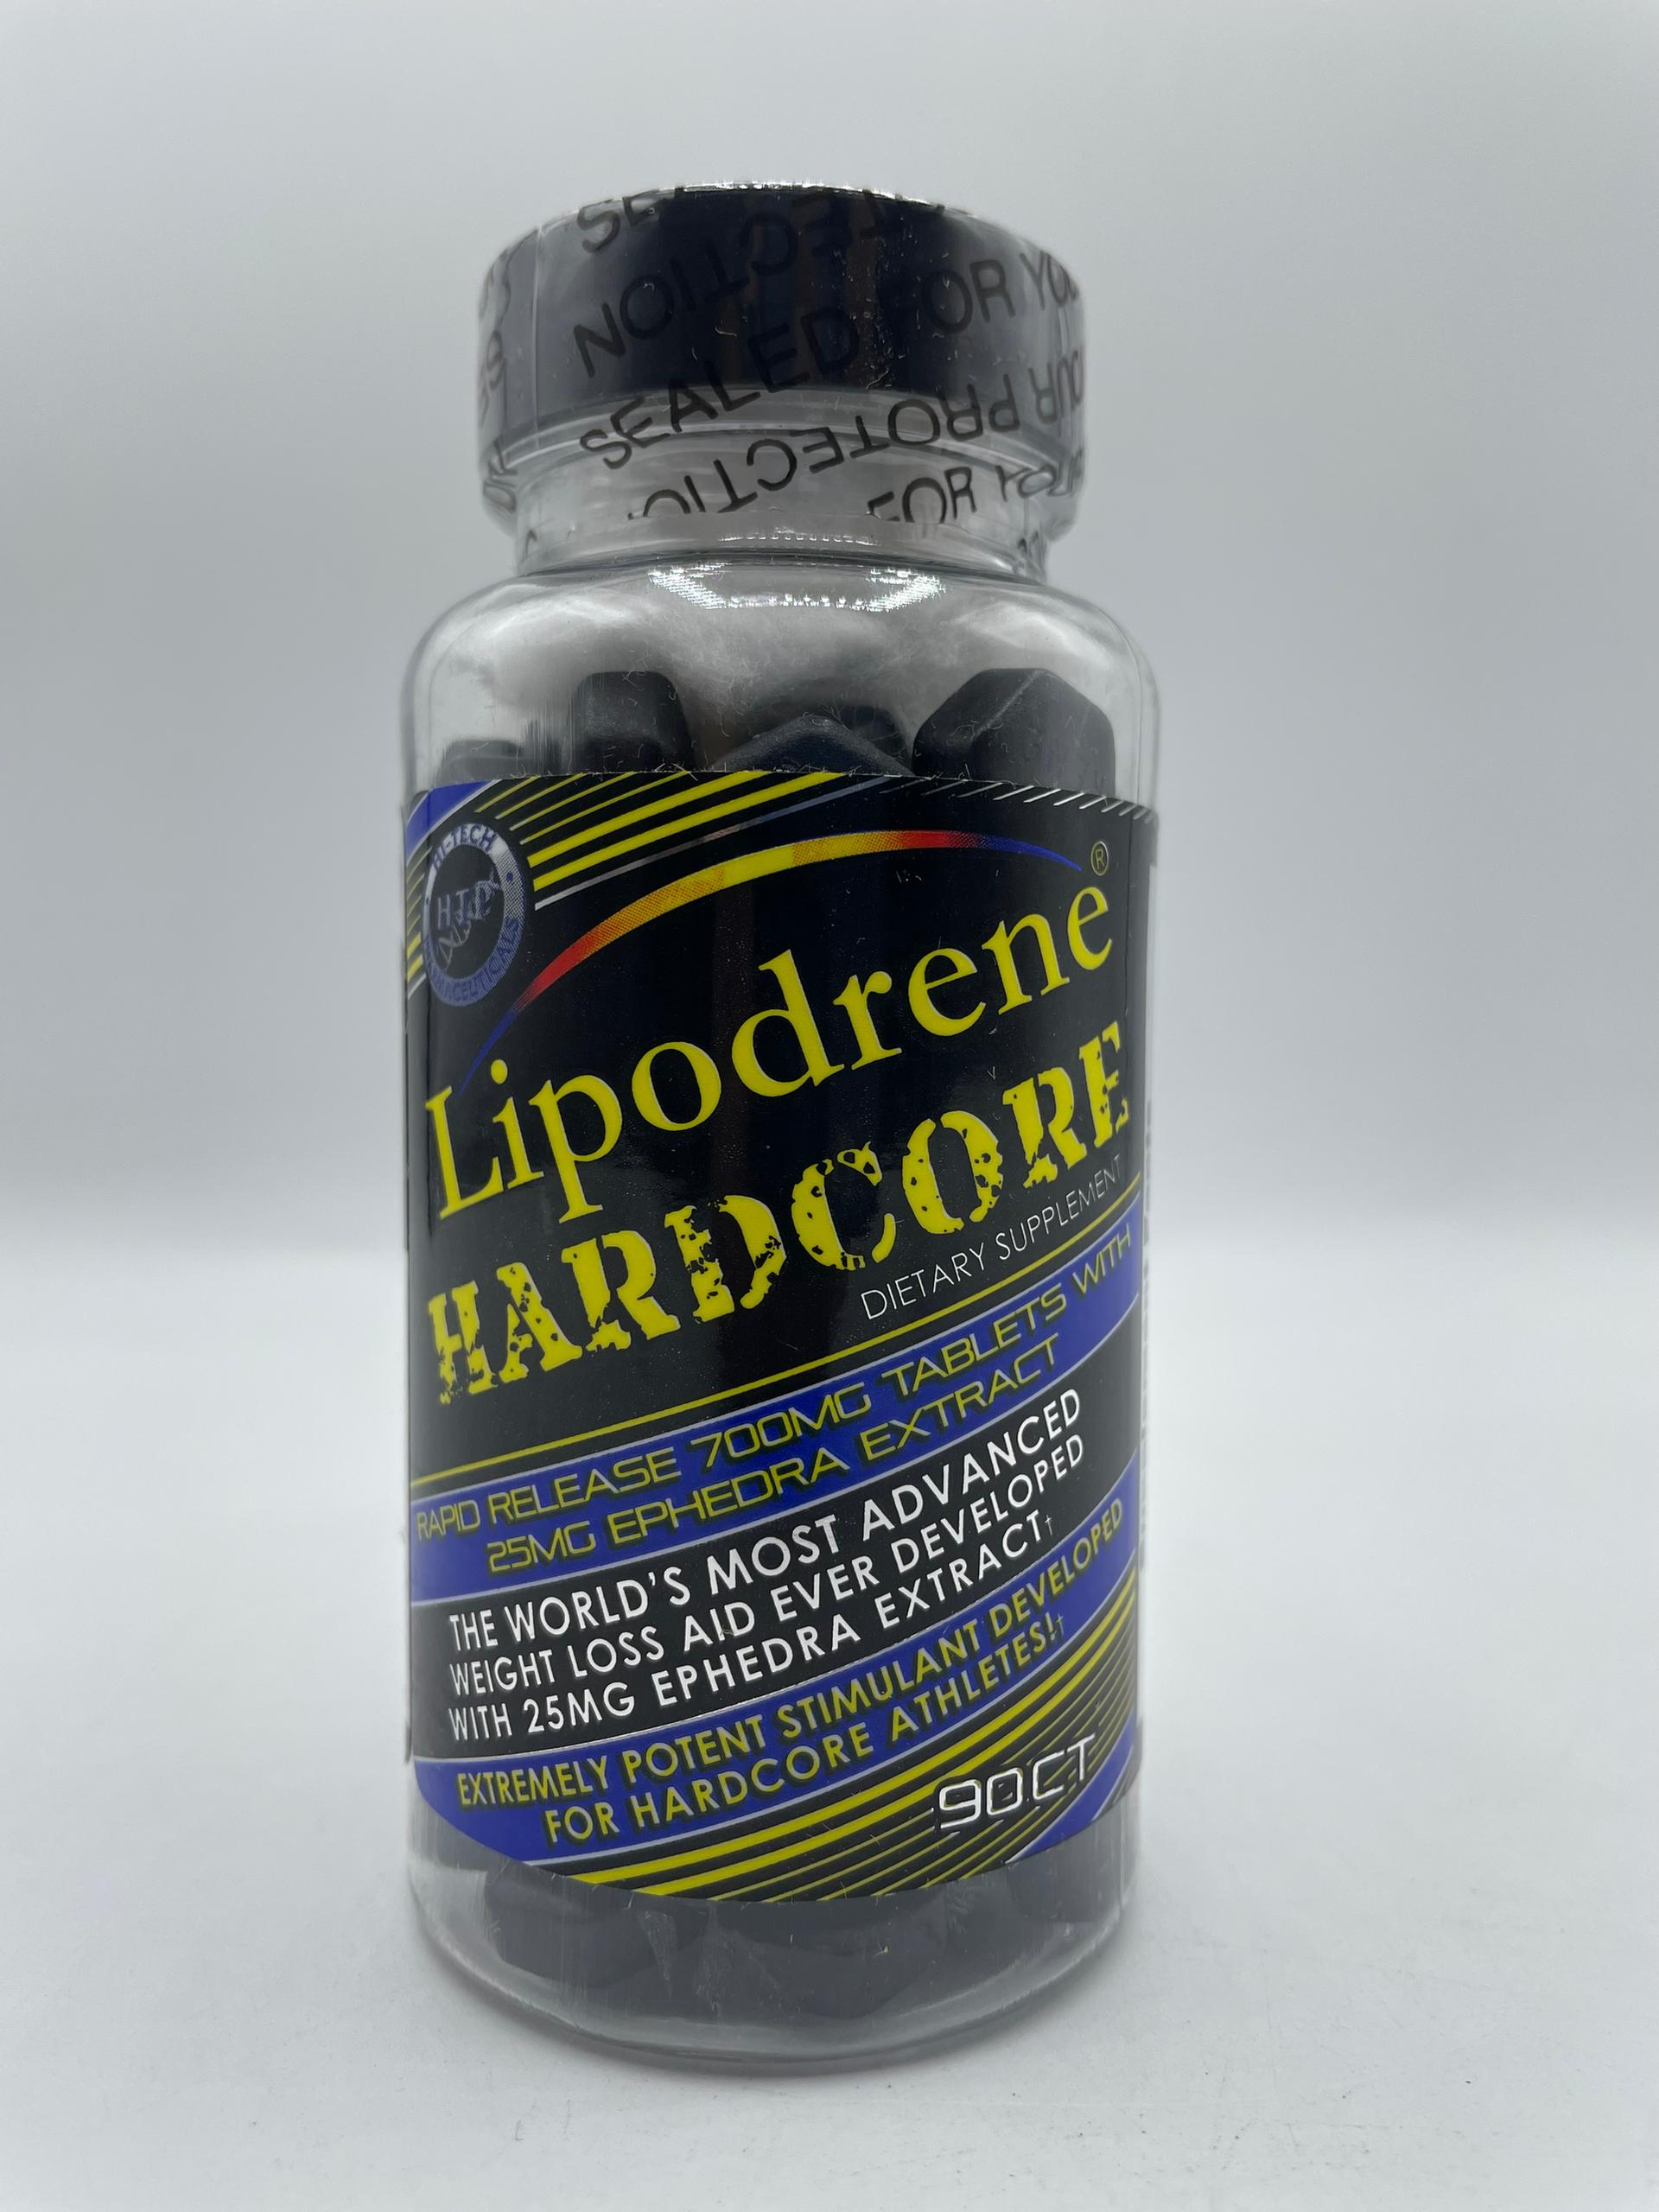 SEALED FOR YOU
PROTECTION
FOR
HI-TECH
HTP
Lipodrene®
HARDCORE
DIETARY SUPPLEMENT
RAPID RELEASE 700MG TABLETS WITH
25MG EPHEDRA EXTRACT
THE WORLD'S MOST ADVANCED
WEIGHT LOSS AID EVER DEVELOPED
WITH 25MG EPHEDRA EXTRACT†
EXTREMELY POTENT STIMULANT DEVELOPED
FOR HARDCORE ATHLETES!†
90CT